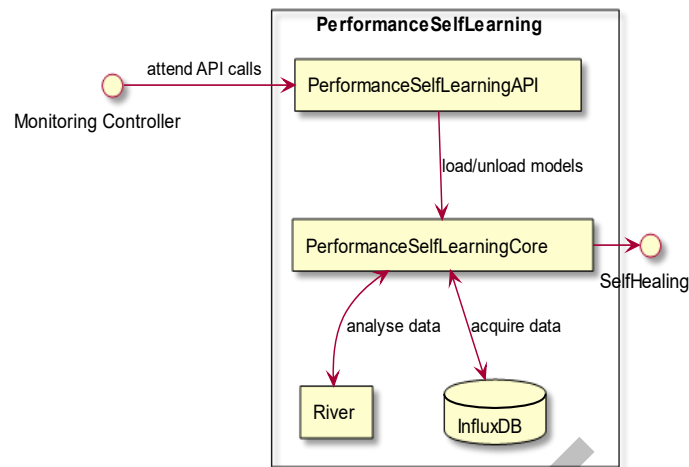 PerformanceSelfLearning
attend API calls
PerformanceSelfLearningAPI
Monitoring Controller
load/unload models
PerformanceSelfLearningCore
SelfHealing
analyse data
acquire data
River
InfluxDB